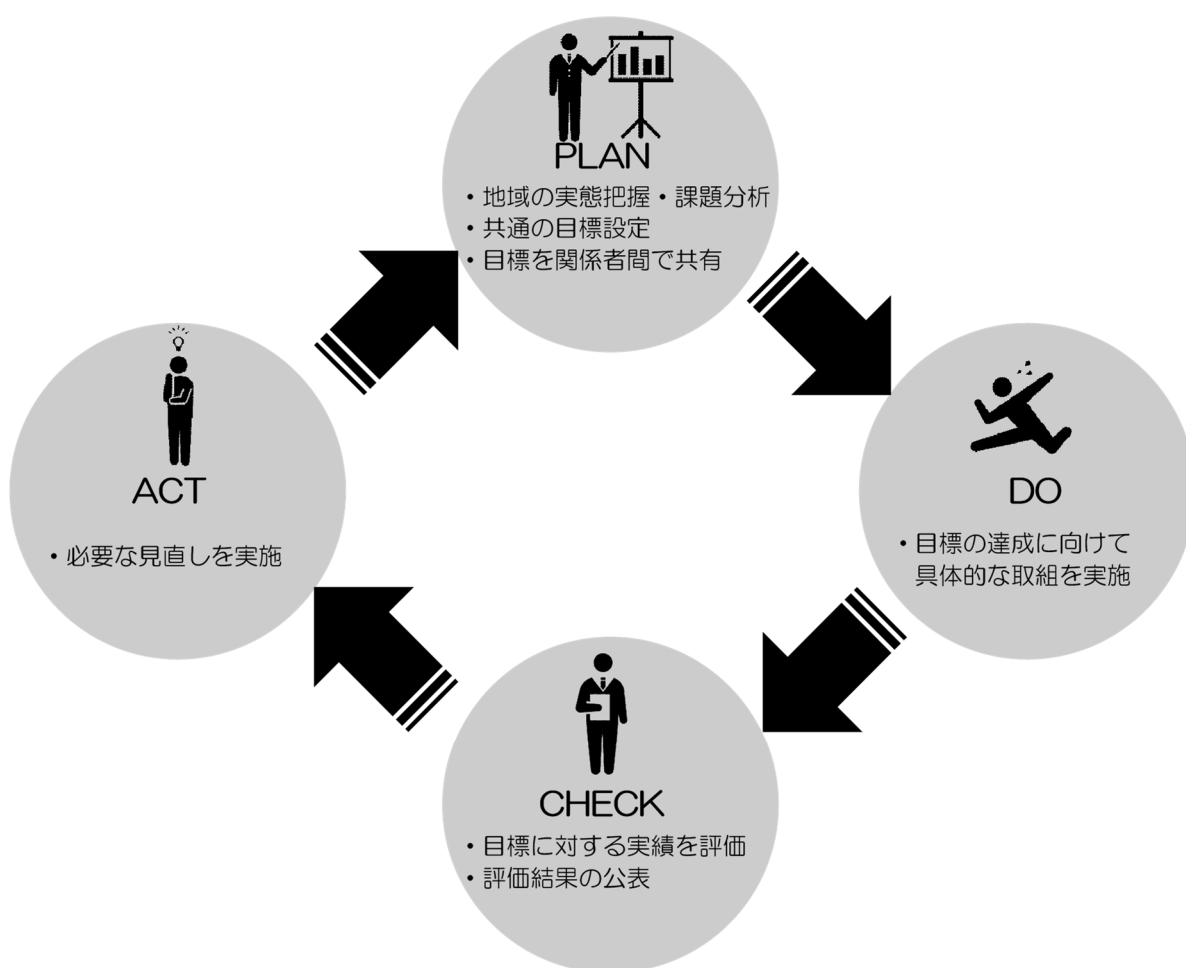 PLAN
・地域の実態把握・課題分析
・共通の目標設定
・目標を関係者間で共有
DO
・目標の達成に向けて
具体的な取組を実施
CHECK
・目標に対する実績を評価
・評価結果の公表
ACT
・必要な見直しを実施